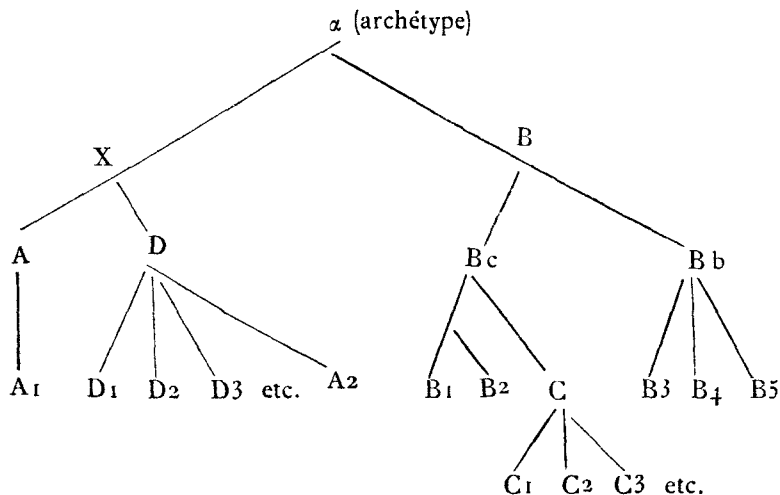 α (archétype)
X B
A D Bc Bb
A1 D1 D2 D3 etc. A2 B1 B2 C B3 B4 B5
C1 C2 C3 etc.